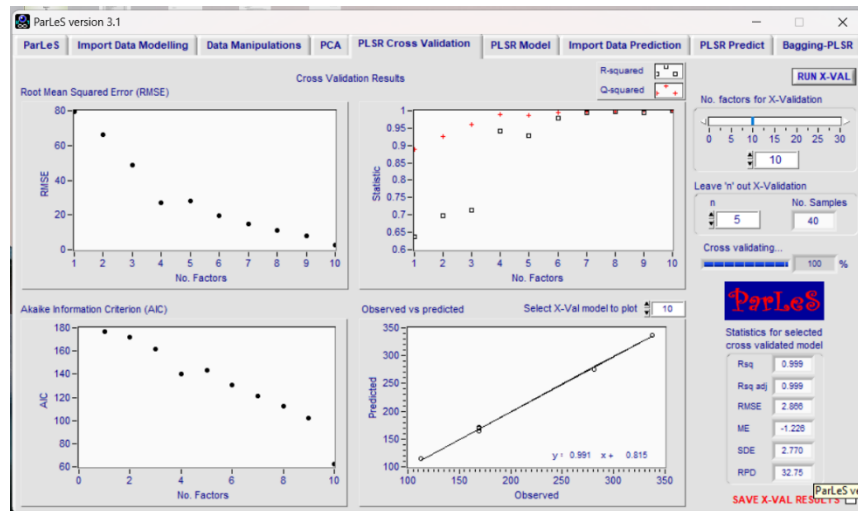 ParLeS version 3.1
ParLeS Import Data Modelling Data Manipulations PCA PLSR Cross Validation PLSR Model Import Data Prediction PLSR Predict Bagging-PLSR
Cross Validation Results
R-squared
Q-squared
RUN X-VAL
Root Mean Squared Error (RMSE)
80
60
40
20
0
RMSE
1 2 3 4 5 6 7 8 9 10
No. Factors
1
0.95
0.9
0.85
0.8
0.75
0.7
0.65
0.6
Statistic
1 2 3 4 5 6 7 8 9 10
No. Factors
No. factors for X-Validation
0 5 10 15 20 25 30
10
Leave 'n' out X-Validation
n No. Samples
5 40
Cross validating...
100 %
Akaike Information Criterion (AIC)
180
160
140
120
100
80
60
AIC
0 2 4 6 8 10
No. Factors
Observed vs predicted Select X-Val model to plot 10
350
300
250
200
150
100
Predicted
y = 0.991 x + 0.815
100 150 200 250 300 350
Observed
ParLeS
Statistics for selected
cross validated model
Rsq 0.999
Rsq adj 0.999
RMSE 2.866
ME -1.226
SDE 2.770
RPD 32.75
SAVE X-VAL RESULTS
ParLeS ve